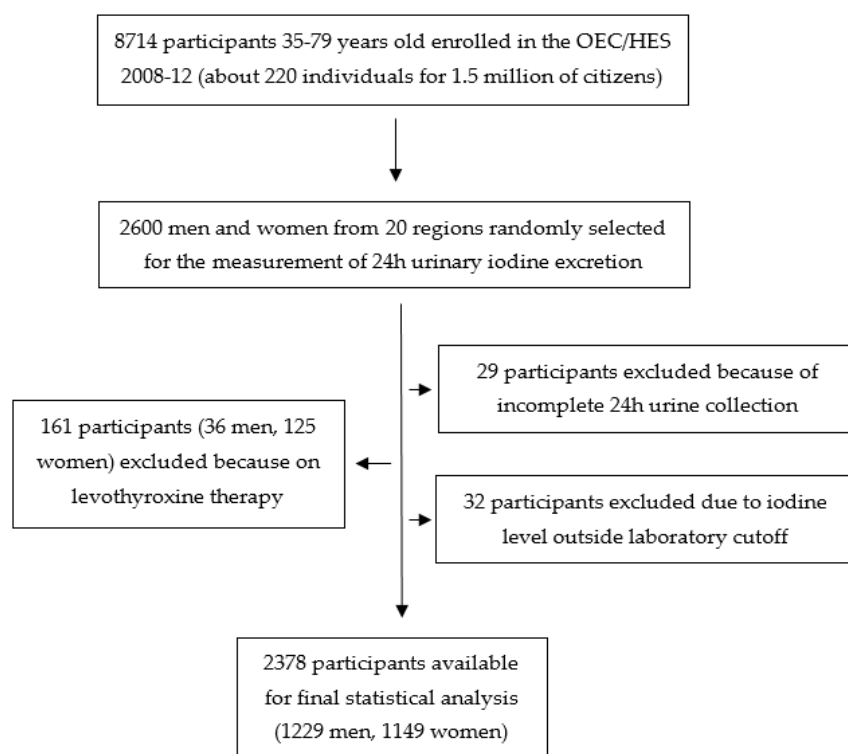 8714 participants 35-79 years old enrolled in the OEC/HES
2008-12 (about 220 individuals for 1.5 million of citizens)
2600 men and women from 20 regions randomly selected
for the measurement of 24h urinary iodine excretion
29 participants excluded because of
incomplete 24h urine collection
161 participants (36 men, 125
women) excluded because on
levothyroxine therapy
32 participants excluded due to iodine
level outside laboratory cutoff
2378 participants available
for final statistical analysis
(1229 men, 1149 women)